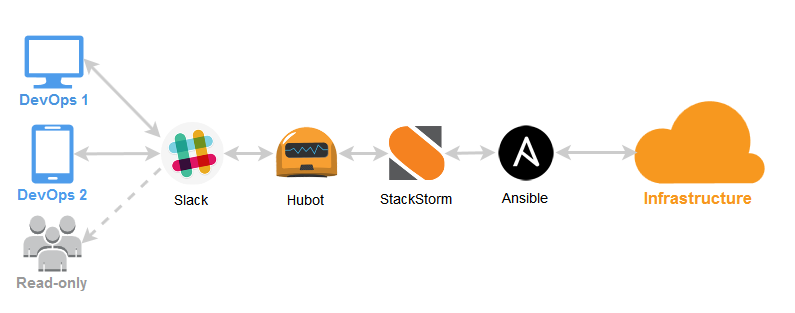 DevOps 1
DevOps 2
Read-only
Slack
Hubot
StackStorm
Ansible
Infrastructure